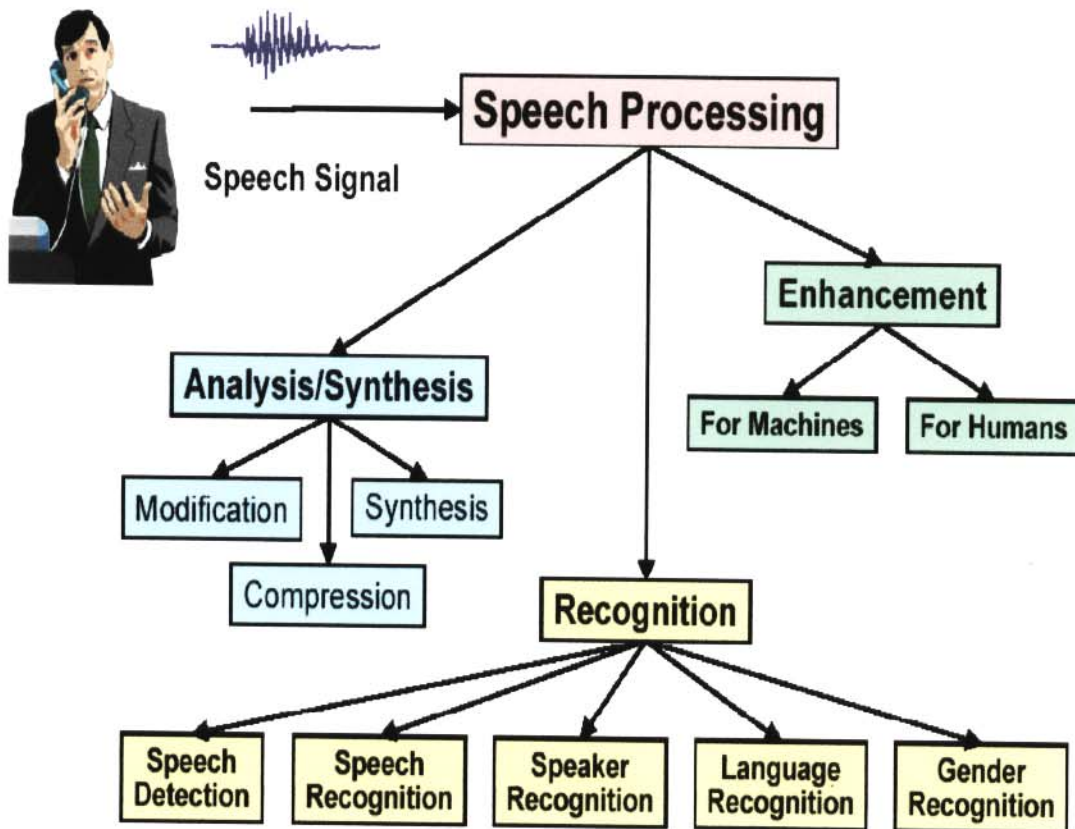 Speech Processing
Speech Signal
Enhancement
Analysis/Synthesis
For Machines
For Humans
Modification
Synthesis
Compression
Recognition
Speech
Detection
Speech
Recognition
Speaker
Recognition
Language
Recognition
Gender
Recognition